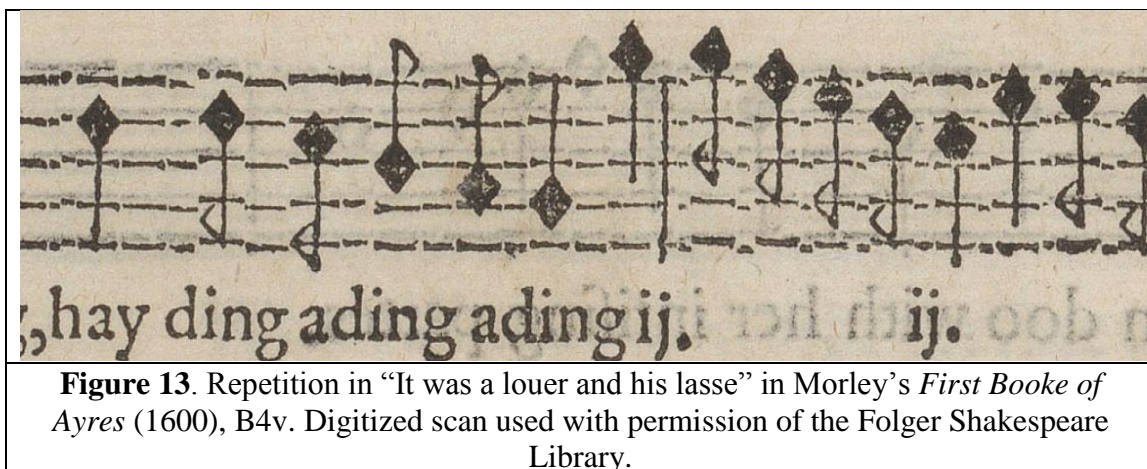 ,hay ding ading ading ij. ij.
Figure 13. Repetition in “It was a louer and his lasse” in Morley’s First Booke of
Ayres (1600), B4v. Digitized scan used with permission of the Folger Shakespeare
Library.